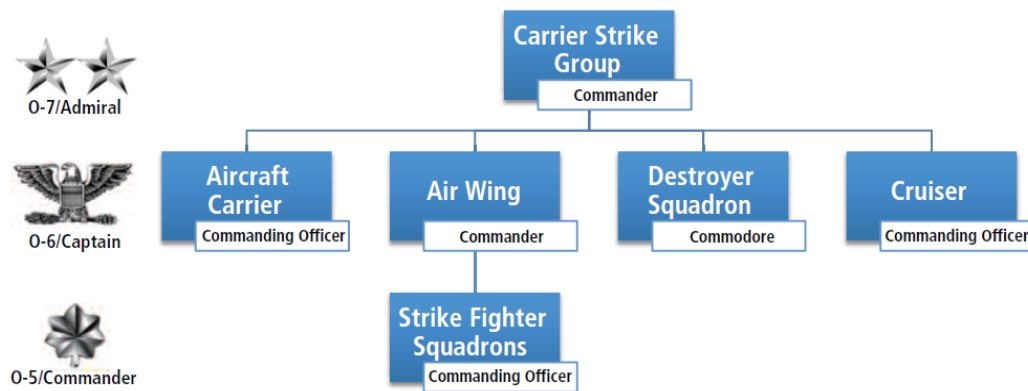 Carrier Strike
Group
Commander
O-7/Admiral
Aircraft
Carrier
Commanding Officer
Air Wing
Commander
Destroyer
Squadron
Commodore
Cruiser
Commanding Officer
O-6/Captain
Strike Fighter
Squadrons
Commanding Officer
O-5/Commander